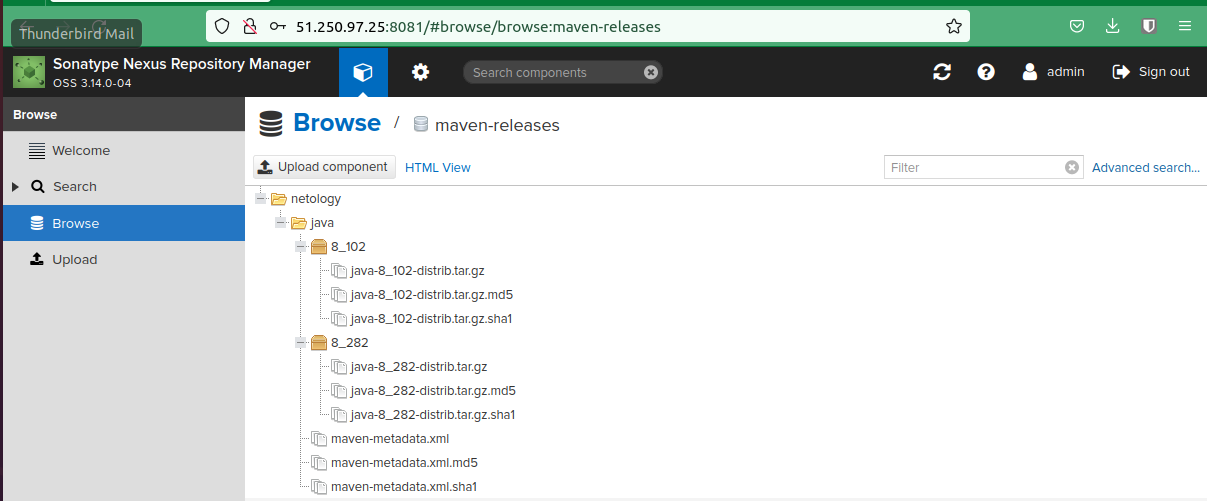 Thunderbird Mail
51.250.97.25:8081/#browse/browse:maven-releases
Sonatype Nexus Repository Manager
OSS 3.14.0-04
Search components
admin
Sign out
Browse
Welcome
Search
Browse
Upload
Browse / maven-releases
Upload component
HTML View
Filter
Advanced search...
netology
java
8_102
java-8_102-distrib.tar.gz
java-8_102-distrib.tar.gz.md5
java-8_102-distrib.tar.gz.sha1
8_282
java-8_282-distrib.tar.gz
java-8_282-distrib.tar.gz.md5
java-8_282-distrib.tar.gz.sha1
maven-metadata.xml
maven-metadata.xml.md5
maven-metadata.xml.sha1